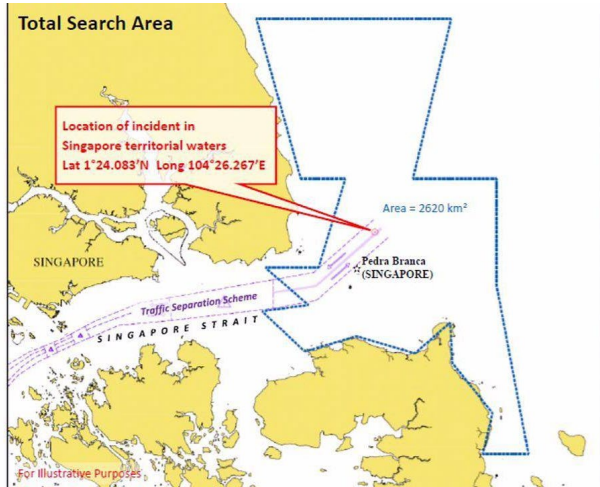 Total Search Area
Location of incident in
Singapore territorial waters
Lat 1°24.083'N Long 104°26.267'E
Area = 2620 km²
Pedra Branca
(SINGAPORE)
SINGAPORE
Traffic Separation Scheme
SINGAPORE STRAIT
For Illustrative Purposes